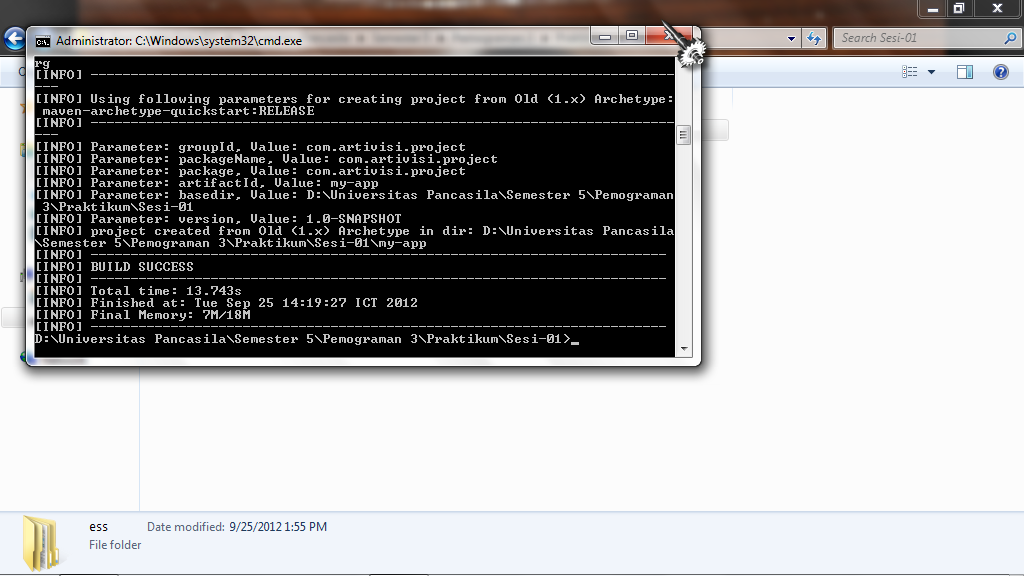 Administrator: C:\Windows\system32\cmd.exe
Search Sesi-01
rg
[INFO] ------------------------------------------------------------------------
---
[INFO] Using following parameters for creating project from Old (1.x) Archetype:
maven-archetype-quickstart:RELEASE
[INFO] ------------------------------------------------------------------------
---
[INFO] Parameter: groupId, Value: com.artivisi.project
[INFO] Parameter: packageName, Value: com.artivisi.project
[INFO] Parameter: package, Value: com.artivisi.project
[INFO] Parameter: artifactId, Value: my-app
[INFO] Parameter: basedir, Value: D:\Universitas Pancasila\Semester 5\Pemograman
3\Praktikum\Sesi-01
[INFO] Parameter: version, Value: 1.0-SNAPSHOT
[INFO] project created from Old (1.x) Archetype in dir: D:\Universitas Pancasila
\Semester 5\Pemograman 3\Praktikum\Sesi-01\my-app
[INFO] ------------------------------------------------------------------------
[INFO] BUILD SUCCESS
[INFO] ------------------------------------------------------------------------
[INFO] Total time: 13.743s
[INFO] Finished at: Tue Sep 25 14:19:27 ICT 2012
[INFO] Final Memory: 7M/18M
[INFO] ------------------------------------------------------------------------
D:\Universitas Pancasila\Semester 5\Pemograman 3\Praktikum\Sesi-01>_
ess Date modified: 9/25/2012 1:55 PM
File folder